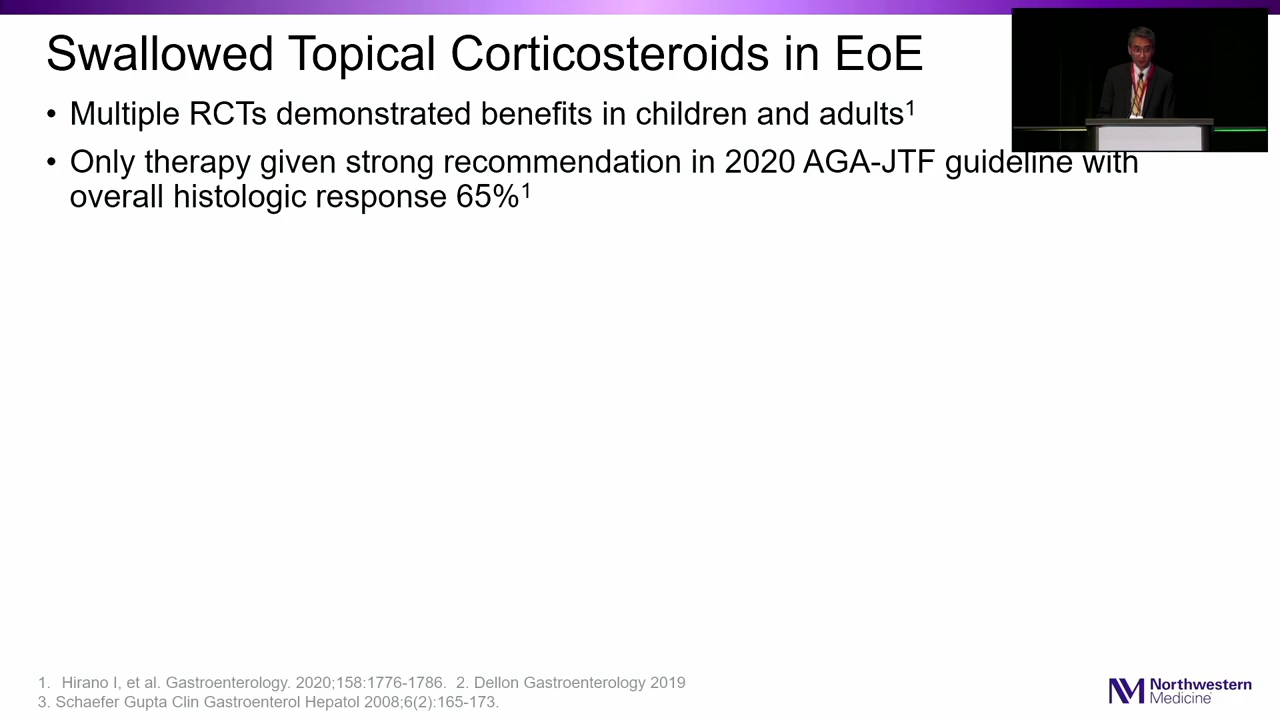 Swallowed Topical Corticosteroids in EoE
• Multiple RCTs demonstrated benefits in children and adults1
• Only therapy given strong recommendation in 2020 AGA-JTF guideline with
overall histologic response 65%1
1. Hirano I, et al. Gastroenterology. 2020;158:1776-1786. 2. Dellon Gastroenterology 2019
3. Schaefer Gupta Clin Gastroenterol Hepatol 2008;6(2):165-173.
NM Northwestern
Medicine